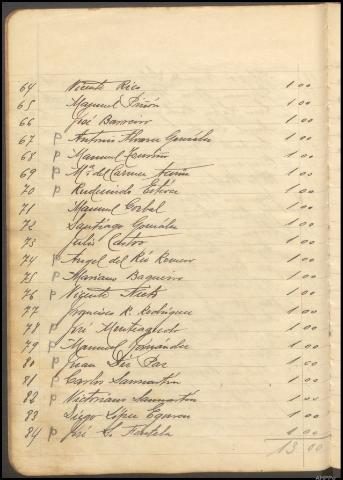 64 Vicente Rico 1.00
65 Manuel Piñón 1.00
66 José Barreiro 1.00
67 P Antonio Alvarez González 1.00
68 P Manuel 1.00
69 P Mª del Carmen 1.00
70 P Rudesindo Estévez 1.00
71 Manuel Corbal 1.00
72 Santiago González 1.00
73 Julio Castro 1.00
74 P Angel del Río 1.00
75 P Mariano Baqueiro 1.00
76 P Vicente 1.00
77 P Francisco R. Rodríguez 1.00
78 P José Monteagudo 1.00
79 P Manuel Fernández 1.00
80 P Juan Diz Paz 1.00
81 P Carlos Sanmartín 1.00
82 P Victoriano Sanmartín 1.00
83 P Diego López 1.00
84 P José S. 1.00
13 00